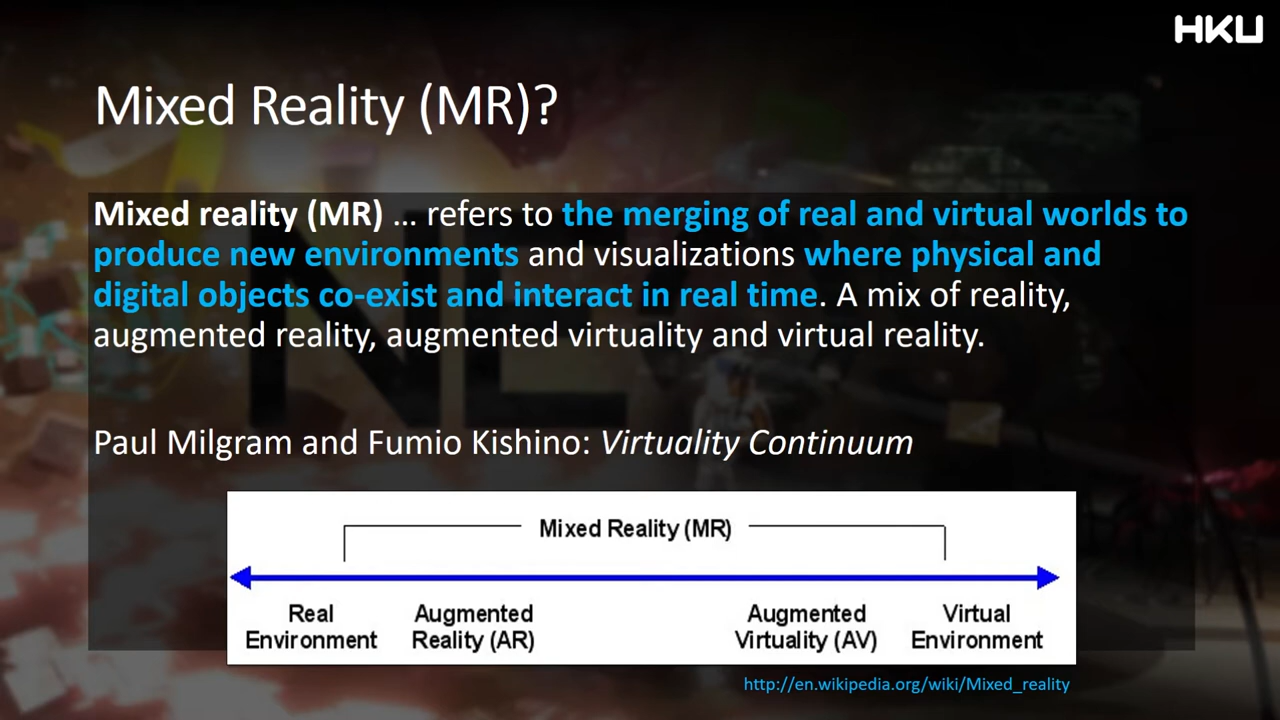 HKU
Mixed Reality (MR)?
Mixed reality (MR) … refers to the merging of real and virtual worlds to
produce new environments and visualizations where physical and
digital objects co-exist and interact in real time. A mix of reality,
augmented reality, augmented virtuality and virtual reality.
Paul Milgram and Fumio Kishino: Virtuality Continuum
Mixed Reality (MR)
Real
Environment
Augmented
Reality (AR)
Augmented
Virtuality (AV)
Virtual
Environment
http://en.wikipedia.org/wiki/Mixed_reality